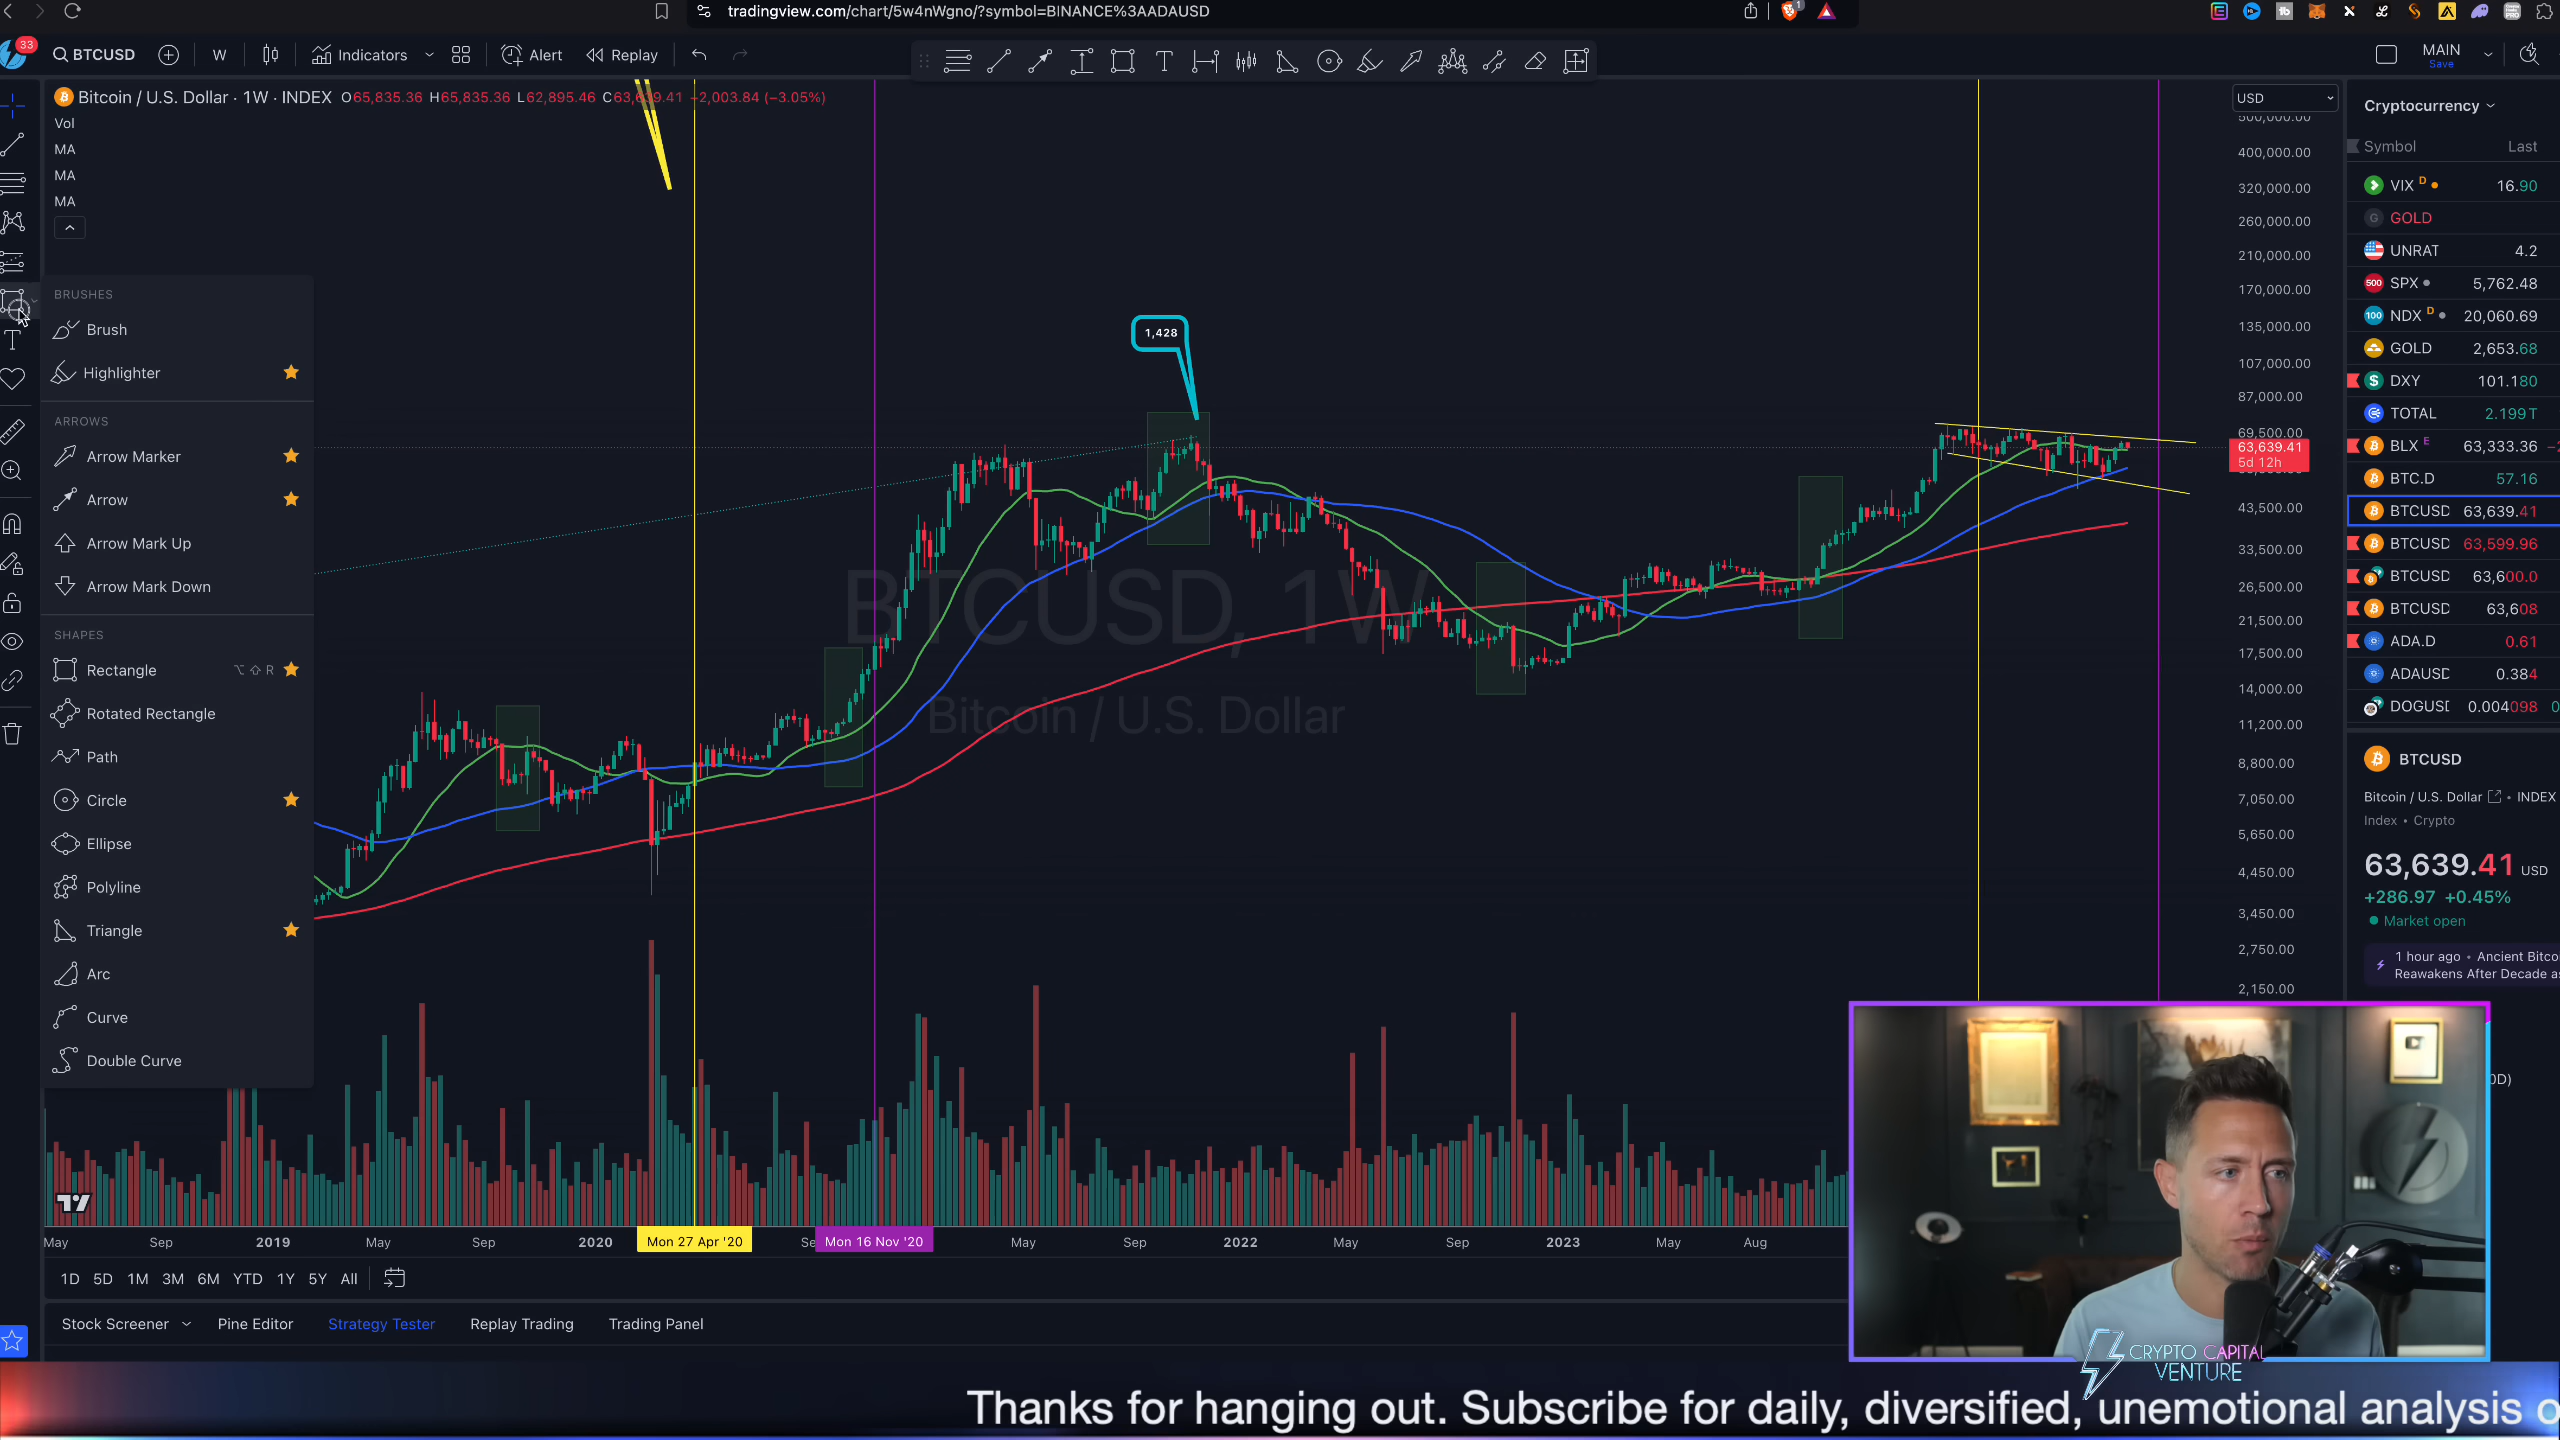 tradingview.com/chart/5w4nWgno/?symbol=BINANCE%3AADAUSD
33
BTCUSD
W
Indicators
Alert
Replay
MAIN
Save
Bitcoin / U.S. Dollar · 1W · INDEX O65,835.36 H65,835.36 L62,895.46 C63,639.41 −2,003.84 (−3.05%)
Vol
MA
MA
MA
BRUSHES
Brush
Highlighter
ARROWS
Arrow Marker
Arrow
Arrow Mark Up
Arrow Mark Down
SHAPES
Rectangle ⌥⇧R
Rotated Rectangle
Path
Circle
Ellipse
Polyline
Triangle
Arc
Curve
Double Curve
1,428
BTCUSD, 1W
Bitcoin / U.S. Dollar
USD
500,000.00
400,000.00
320,000.00
260,000.00
210,000.00
170,000.00
135,000.00
107,000.00
87,000.00
69,500.00
63,639.41
5d 12h
43,500.00
33,500.00
26,500.00
21,500.00
17,500.00
14,000.00
11,200.00
8,800.00
7,050.00
5,650.00
4,450.00
3,450.00
2,750.00
2,150.00
Cryptocurrency
Symbol Last
VIX D 16.90
GOLD
UNRAT 4.2
SPX 5,762.48
NDX D 20,060.69
GOLD 2,653.68
DXY 101.180
TOTAL 2.199T
BLX E 63,333.36
BTC.D 57.16
BTCUSD 63,639.41
BTCUSD 63,599.96
BTCUSD 63,600.0
BTCUSD 63,608
ADA.D 0.61
ADAUSD 0.384
DOGUSD 0.004098 0
BTCUSD
Bitcoin / U.S. Dollar • INDEX
Index • Crypto
63,639.41 USD
+286.97 +0.45%
Market open
1 hour ago • Ancient Bitco
Reawakens After Decade a
0D)
May Sep 2019 May Sep 2020 Mon 27 Apr '20 Se Mon 16 Nov '20 May Sep 2022 May Sep 2023 May Aug
1D 5D 1M 3M 6M YTD 1Y 5Y All
Stock Screener Pine Editor Strategy Tester Replay Trading Trading Panel
CRYPTO CAPITAL
VENTURE
Thanks for hanging out. Subscribe for daily, diversified, unemotional analysis o